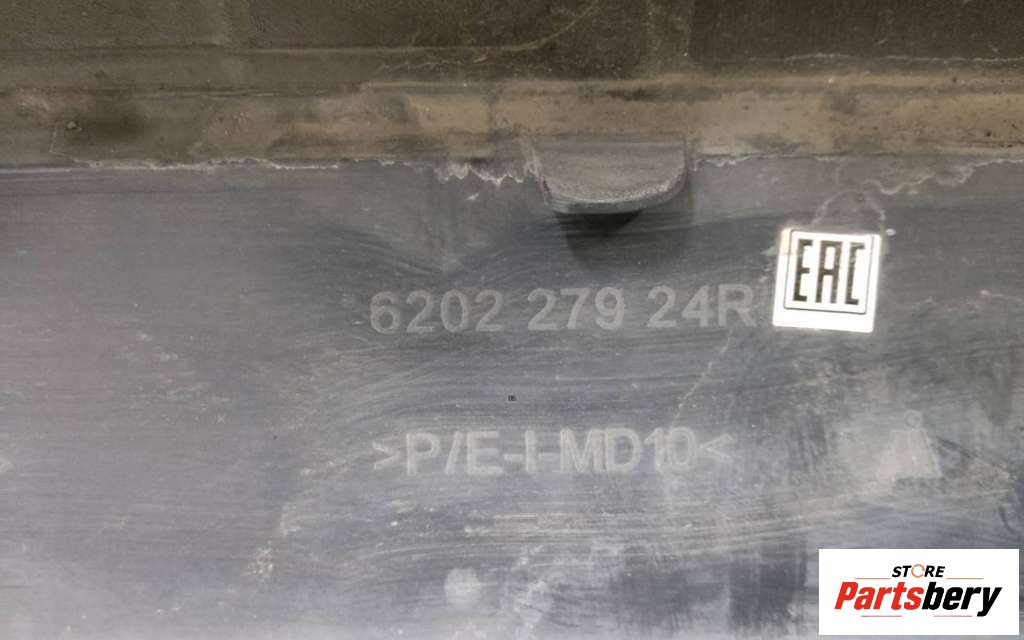 EAC
6202 279 24R
>P/E-I-MD10<
STORE
Partsbery